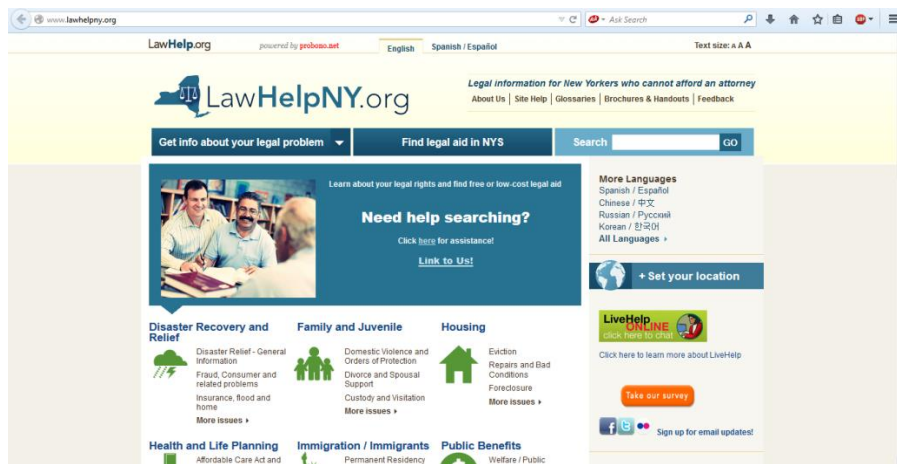 www.lawhelpny.org
Ask Search
LawHelp.org
powered by probono.net
English
Spanish / Español
Text size: A A A
LawHelpNY.org
Legal information for New Yorkers who cannot afford an attorney
About Us | Site Help | Glossaries | Brochures & Handouts | Feedback
Get info about your legal problem
Find legal aid in NYS
Search
GO
Learn about your legal rights and find free or low-cost legal aid
Need help searching?
Click here for assistance!
Link to Us!
More Languages
Spanish / Español
Chinese / 中文
Russian / Русский
Korean / 한국어
All Languages
+ Set your location
LiveHelp
ONLINE
click here to chat
Click here to learn more about LiveHelp
Take our survey
Sign up for email updates!
Disaster Recovery and
Relief
Disaster Relief - General
Information
Fraud, Consumer and
related problems
Insurance, flood and
home
More issues
Family and Juvenile
Domestic Violence and
Orders of Protection
Divorce and Spousal
Support
Custody and Visitation
More issues
Housing
Eviction
Repairs and Bad
Conditions
Foreclosure
More issues
Health and Life Planning
Affordable Care Act and
Immigration / Immigrants
Permanent Residency
Public Benefits
Welfare / Public